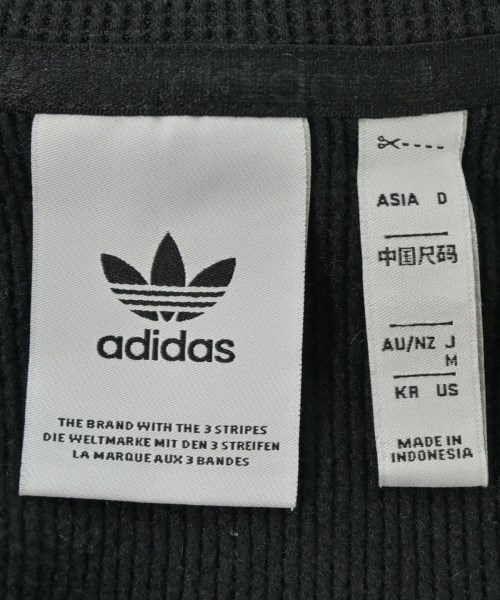 adidas
THE BRAND WITH THE 3 STRIPES
DIE WELTMARKE MIT DEN 3 STREIFEN
LA MARQUE AUX 3 BANDES
ASIA D
中国尺码
AU/NZ J
M
KR US
MADE IN
INDONESIA